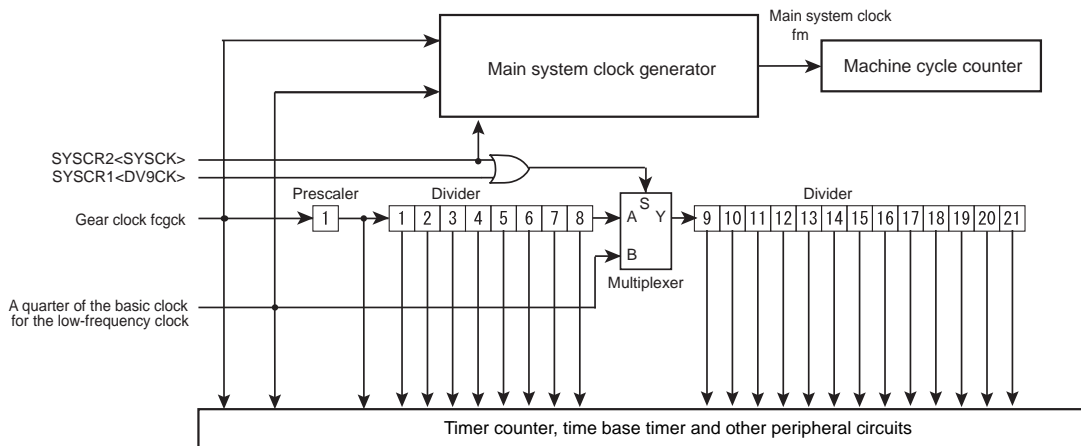 Main system clock
fm
Main system clock generator
Machine cycle counter
SYSCR2<SYSCK>
SYSCR1<DV9CK>
Prescaler
Divider
S
Divider
Gear clock fcgck
1
1 2 3 4 5 6 7 8
A
Y
9 10 11 12 13 14 15 16 17 18 19 20 21
B
Multiplexer
A quarter of the basic clock
for the low-frequency clock
Timer counter, time base timer and other peripheral circuits